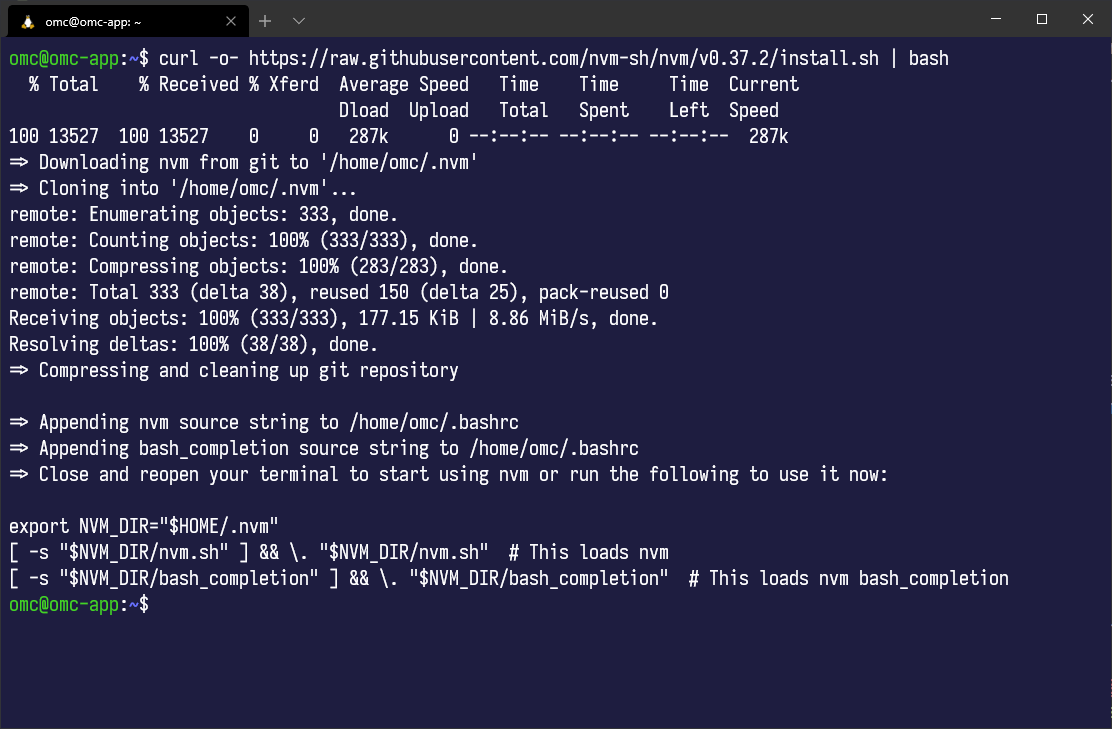 omc@omc-app: ~
omc@omc-app:~$ curl -o- https://raw.githubusercontent.com/nvm-sh/nvm/v0.37.2/install.sh | bash
  % Total    % Received % Xferd  Average Speed   Time    Time     Time  Current
                                 Dload  Upload   Total   Spent    Left  Speed
100 13527  100 13527    0     0   287k      0 --:--:-- --:--:-- --:--:--  287k
=> Downloading nvm from git to '/home/omc/.nvm'
=> Cloning into '/home/omc/.nvm'...
remote: Enumerating objects: 333, done.
remote: Counting objects: 100% (333/333), done.
remote: Compressing objects: 100% (283/283), done.
remote: Total 333 (delta 38), reused 150 (delta 25), pack-reused 0
Receiving objects: 100% (333/333), 177.15 KiB | 8.86 MiB/s, done.
Resolving deltas: 100% (38/38), done.
=> Compressing and cleaning up git repository

=> Appending nvm source string to /home/omc/.bashrc
=> Appending bash_completion source string to /home/omc/.bashrc
=> Close and reopen your terminal to start using nvm or run the following to use it now:

export NVM_DIR="$HOME/.nvm"
[ -s "$NVM_DIR/nvm.sh" ] && \. "$NVM_DIR/nvm.sh"  # This loads nvm
[ -s "$NVM_DIR/bash_completion" ] && \. "$NVM_DIR/bash_completion"  # This loads nvm bash_completion
omc@omc-app:~$